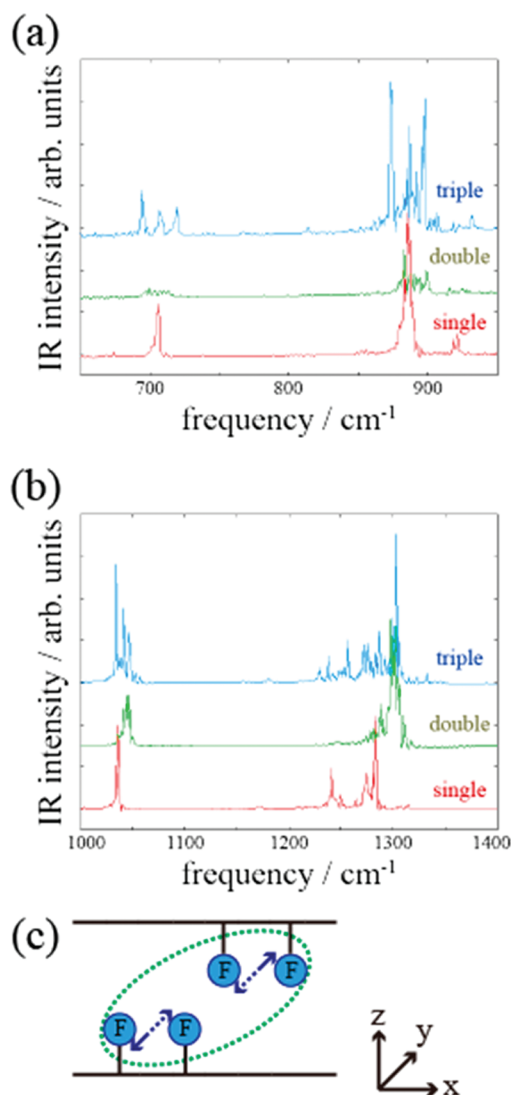 (a)
IR intensity / arb. units
triple
double
single
700 800 900
frequency / cm-1
(b)
IR intensity / arb. units
triple
double
single
1000 1100 1200 1300 1400
frequency / cm-1
(c)
F F
F F
z
y
x